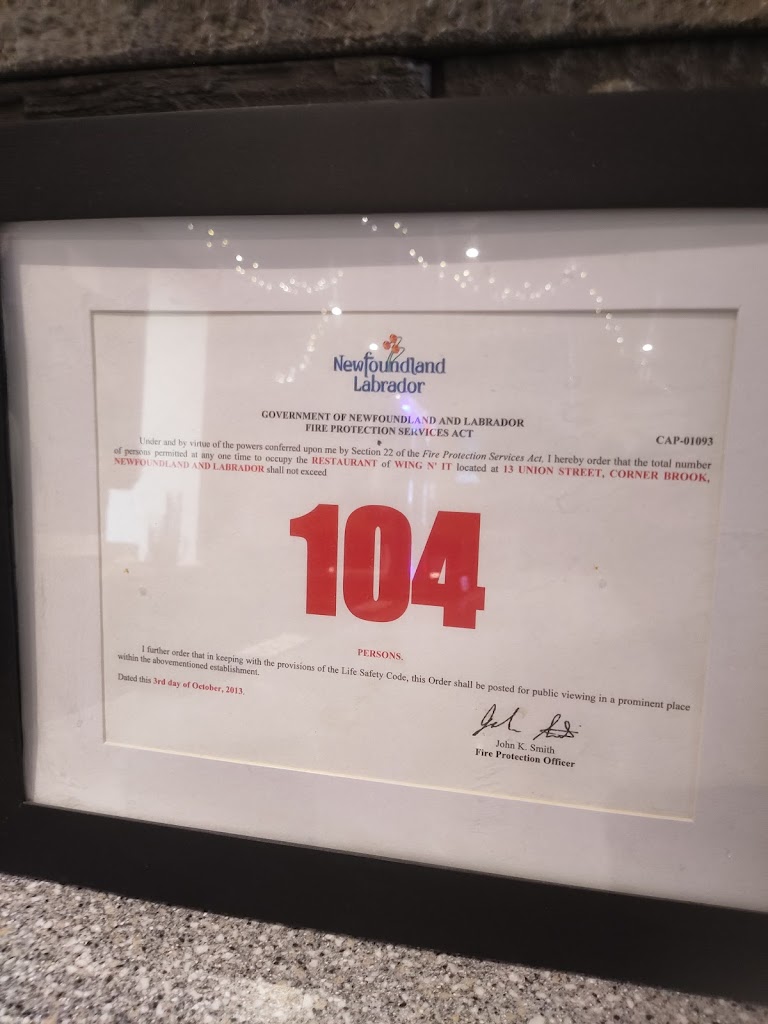 Newfoundland
Labrador
GOVERNMENT OF NEWFOUNDLAND AND LABRADOR
FIRE PROTECTION SERVICES ACT
CAP-01093
Under and by virtue of the powers conferred upon me by Section 22 of the Fire Protection Services Act, I hereby order that the total number
of persons permitted at any one time to occupy the RESTAURANT of WING N' IT located at 13 UNION STREET, CORNER BROOK,
NEWFOUNDLAND AND LABRADOR shall not exceed
104
PERSONS.
I further order that in keeping with the provisions of the Life Safety Code, this Order shall be posted for public viewing in a prominent place
within the abovementioned establishment.
Dated this 3rd day of October, 2013.
John K. Smith
Fire Protection Officer